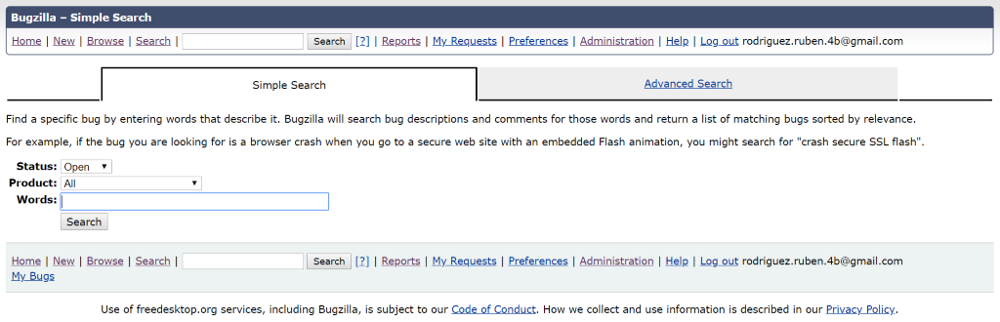 Bugzilla – Simple Search
Home | New | Browse | Search | Search [?] | Reports | My Requests | Preferences | Administration | Help | Log out rodriguez.ruben.4b@gmail.com
Simple Search Advanced Search
Find a specific bug by entering words that describe it. Bugzilla will search bug descriptions and comments for those words and return a list of matching bugs sorted by relevance.
For example, if the bug you are looking for is a browser crash when you go to a secure web site with an embedded Flash animation, you might search for "crash secure SSL flash".
Status: Open
Product: All
Words:
Search
Home | New | Browse | Search | Search [?] | Reports | My Requests | Preferences | Administration | Help | Log out rodriguez.ruben.4b@gmail.com
My Bugs
Use of freedesktop.org services, including Bugzilla, is subject to our Code of Conduct. How we collect and use information is described in our Privacy Policy.